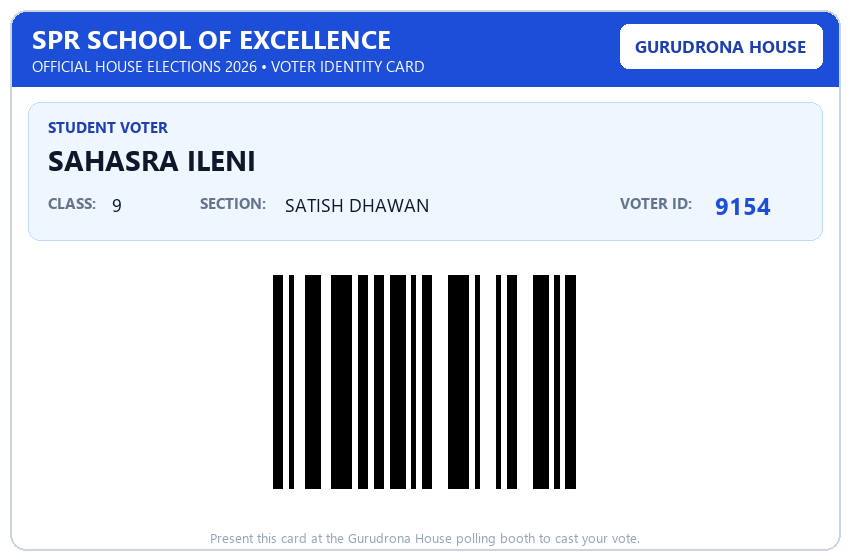 SPR SCHOOL OF EXCELLENCE
OFFICIAL HOUSE ELECTIONS 2026 • VOTER IDENTITY CARD
GURUDRONA HOUSE
STUDENT VOTER
SAHASRA ILENI
CLASS: 9 SECTION: SATISH DHAWAN VOTER ID: 9154
Present this card at the Gurudrona House polling booth to cast your vote.